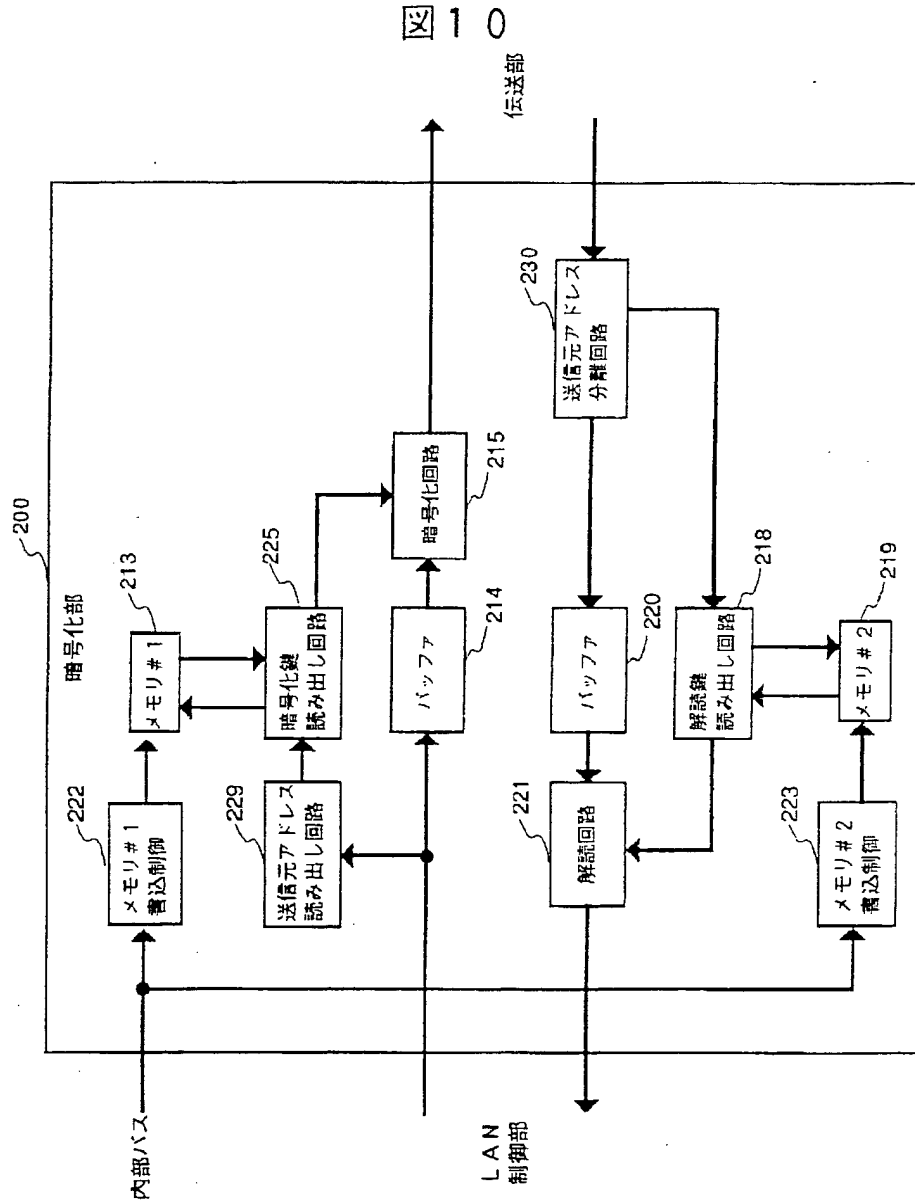 図10
200
暗号化部
伝送部
内部バス
LAN
制御部
222
メモリ#1
書込制御
213
メモリ#1
229
送信元アドレス
読み出し回路
225
暗号化鍵
読み出し回路
214
バッファ
215
暗号化回路
230
送信元アドレス
分離回路
220
バッファ
221
解読回路
218
解読鍵
読み出し回路
219
メモリ#2
223
メモリ#2
書込制御